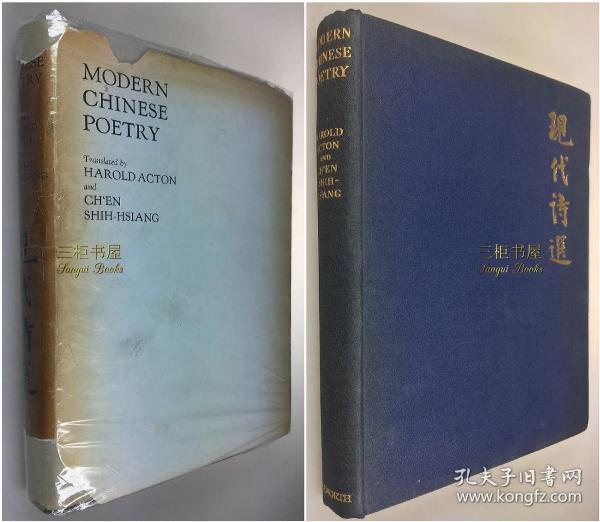 MODERN
CHINESE
POETRY
Translated by
HAROLD ACTON
and
CH'EN
SHIH-HSIANG
三柜书屋
Sangui Books
MODERN
CHINESE
POETRY
HAROLD
ACTON
AND
CH'EN
SHIH-
HSIANG
現代诗選
三柜书屋
Sangui Books
孔夫子旧书网
www.kongfz.com